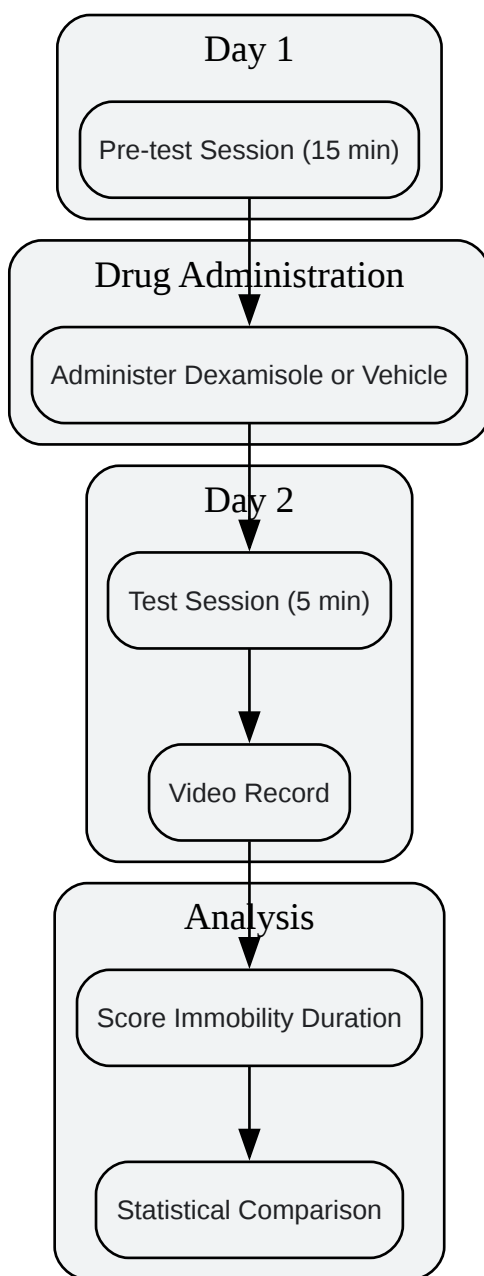 Day 1
Pre-test Session (15 min)
Drug Administration
Administer Dexamisole or Vehicle
Day 2
Test Session (5 min)
Video Record
Analysis
Score Immobility Duration
Statistical Comparison